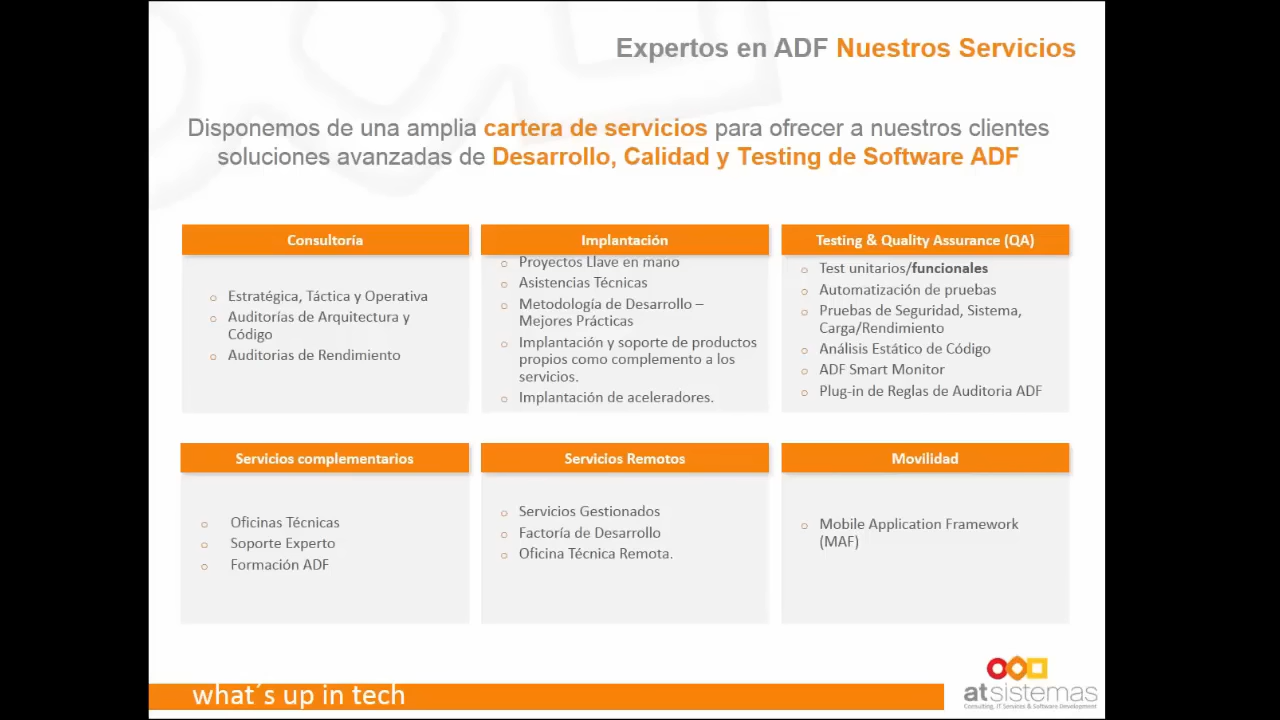 Expertos en ADF Nuestros Servicios
Disponemos de una amplia cartera de servicios para ofrecer a nuestros clientes
soluciones avanzadas de Desarrollo, Calidad y Testing de Software ADF
Consultoría
Estratégica, Táctica y Operativa
Auditorías de Arquitectura y
Código
Auditorias de Rendimiento
Implantación
Proyectos Llave en mano
Asistencias Técnicas
Metodología de Desarrollo –
Mejores Prácticas
Implantación y soporte de productos
propios como complemento a los
servicios.
Implantación de aceleradores.
Testing & Quality Assurance (QA)
Test unitarios/funcionales
Automatización de pruebas
Pruebas de Seguridad, Sistema,
Carga/Rendimiento
Análisis Estático de Código
ADF Smart Monitor
Plug-in de Reglas de Auditoria ADF
Servicios complementarios
Oficinas Técnicas
Soporte Experto
Formación ADF
Servicios Remotos
Servicios Gestionados
Factoría de Desarrollo
Oficina Técnica Remota.
Movilidad
Mobile Application Framework
(MAF)
what´s up in tech
atsistemas
Consulting, IT Services & Software Development